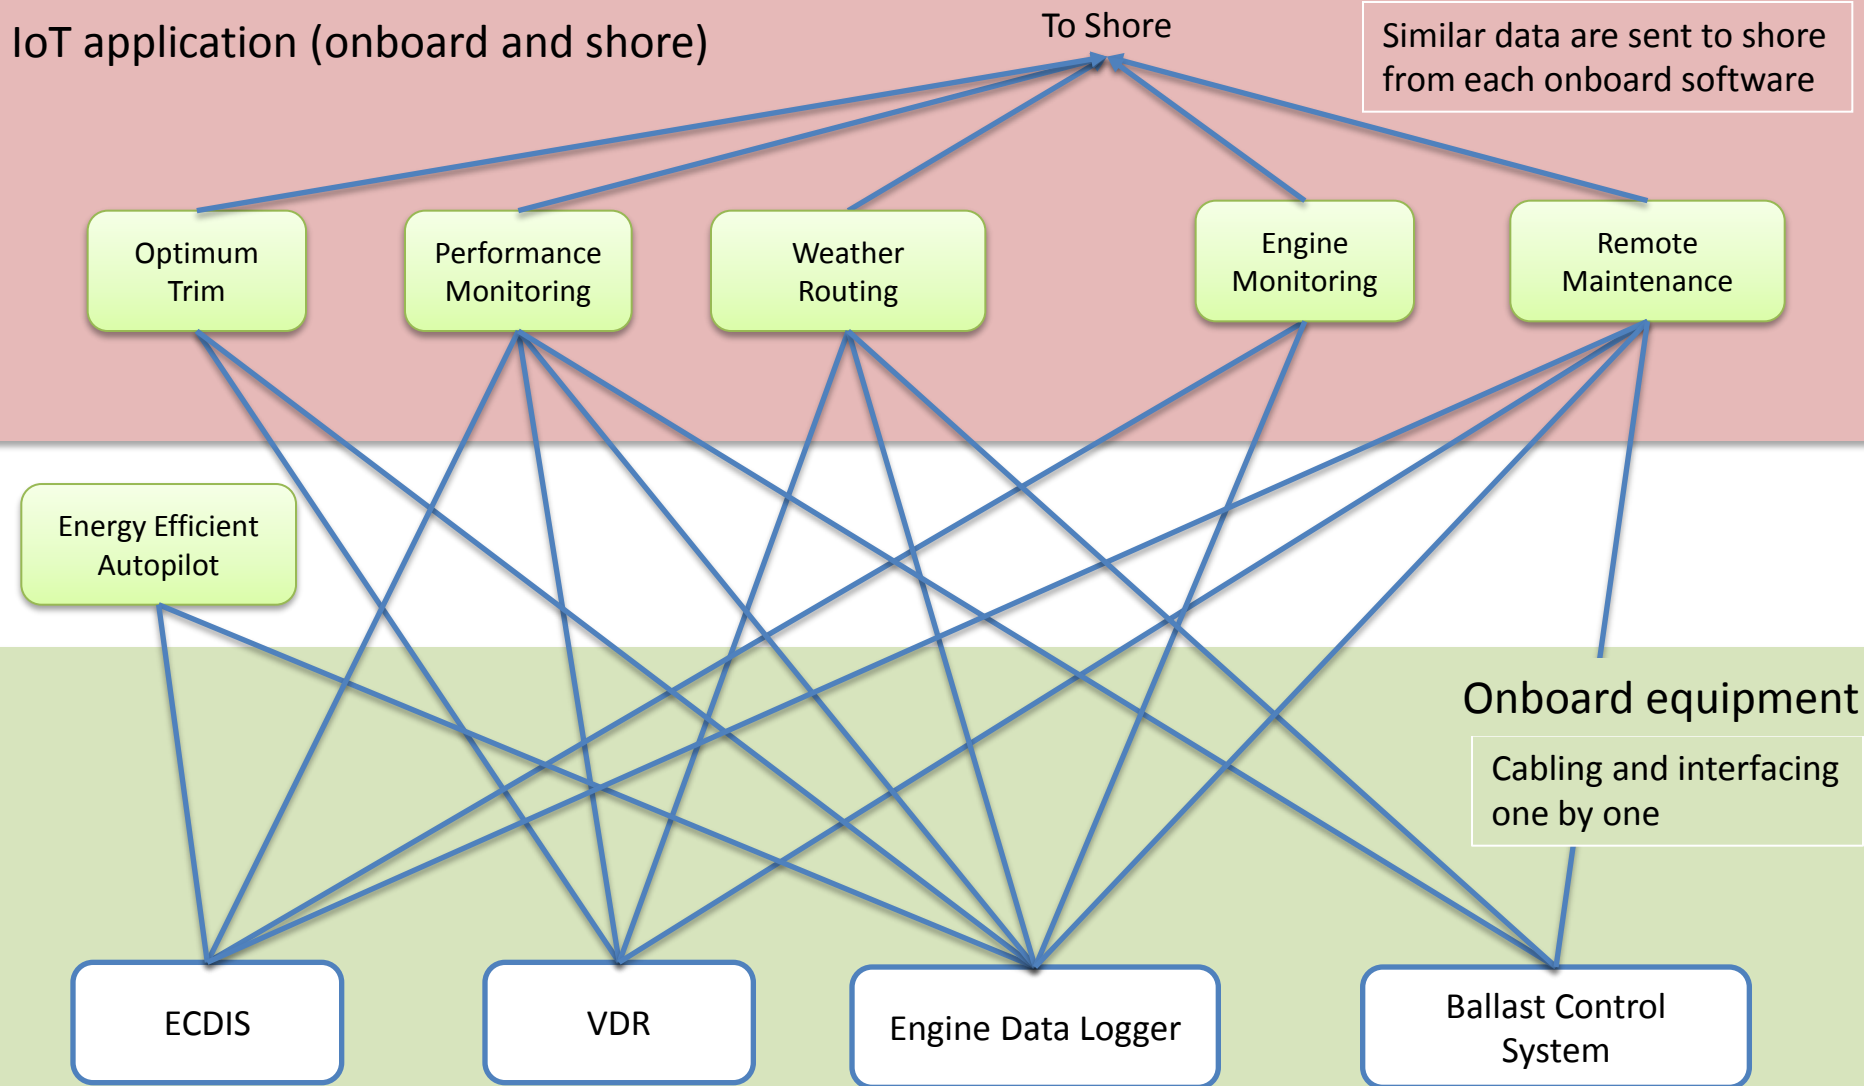 IoT application (onboard and shore)
To Shore
Similar data are sent to shore
from each onboard software
Optimum
Trim
Performance
Monitoring
Weather
Routing
Engine
Monitoring
Remote
Maintenance
Energy Efficient
Autopilot
Onboard equipment
Cabling and interfacing
one by one
ECDIS
VDR
Engine Data Logger
Ballast Control
System